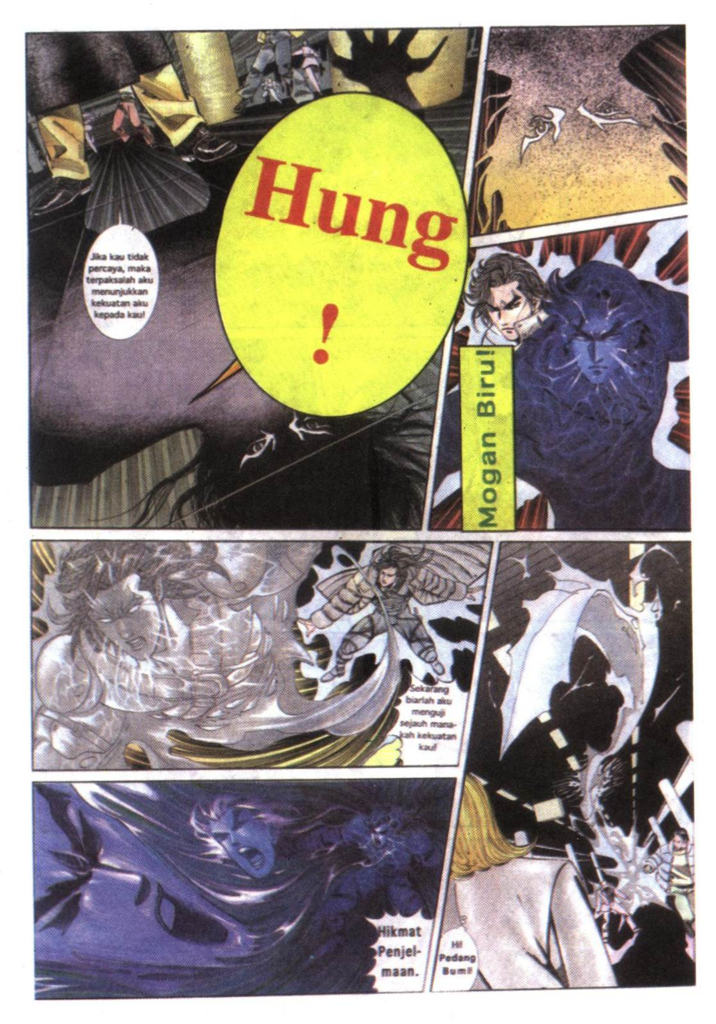 Hung
!
Jika kau tidak
percaya, maka
terpaksalah aku
menunjukkan
kekuatan aku
kepada kau!
Mogan Biru!
Sekarang
biarlah aku
menguji
sejauh mana-
kah kekuatan
kau!
Hikmat
Penjel-
maan.
Hi!
Pedang
Bumi!